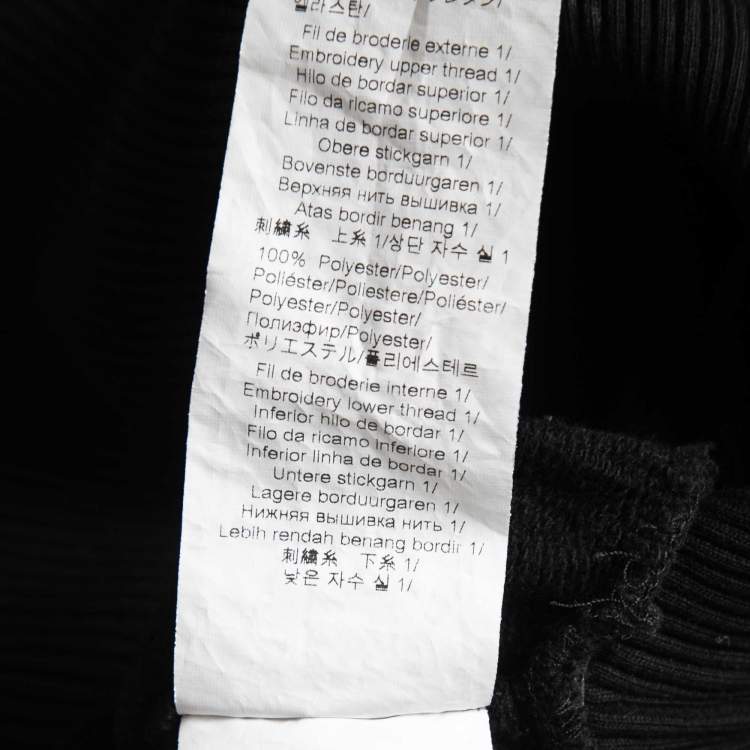 엘라스탄/
Fil de broderie externe 1/
Embroidery upper thread 1/
Hilo de bordar superior 1/
Filo da ricamo superiore 1/
Linha de bordar superior 1/
Obere stickgarn 1/
Bovenste borduurgaren 1/
Верхняя нить вышивка 1/
Atas bordir benang 1/
刺繍糸 上糸 1/상단 자수 실 1
100% Polyester/Polyester/
Poliéster/Poliestere/Poliéster/
Polyester/Polyester/
Полиэфир/Polyester/
ポリエステル/폴리에스테르
Fil de broderie interne 1/
Embroidery lower thread 1/
Inferior hilo de bordar 1/
Filo da ricamo inferiore 1/
Inferior linha de bordar 1/
Untere stickgarn 1/
Lagere borduurgaren 1/
Нижняя вышивка нить 1/
Lebih rendah benang bordir 1/
刺繍糸 下糸 1/
낮은 자수 실 1/